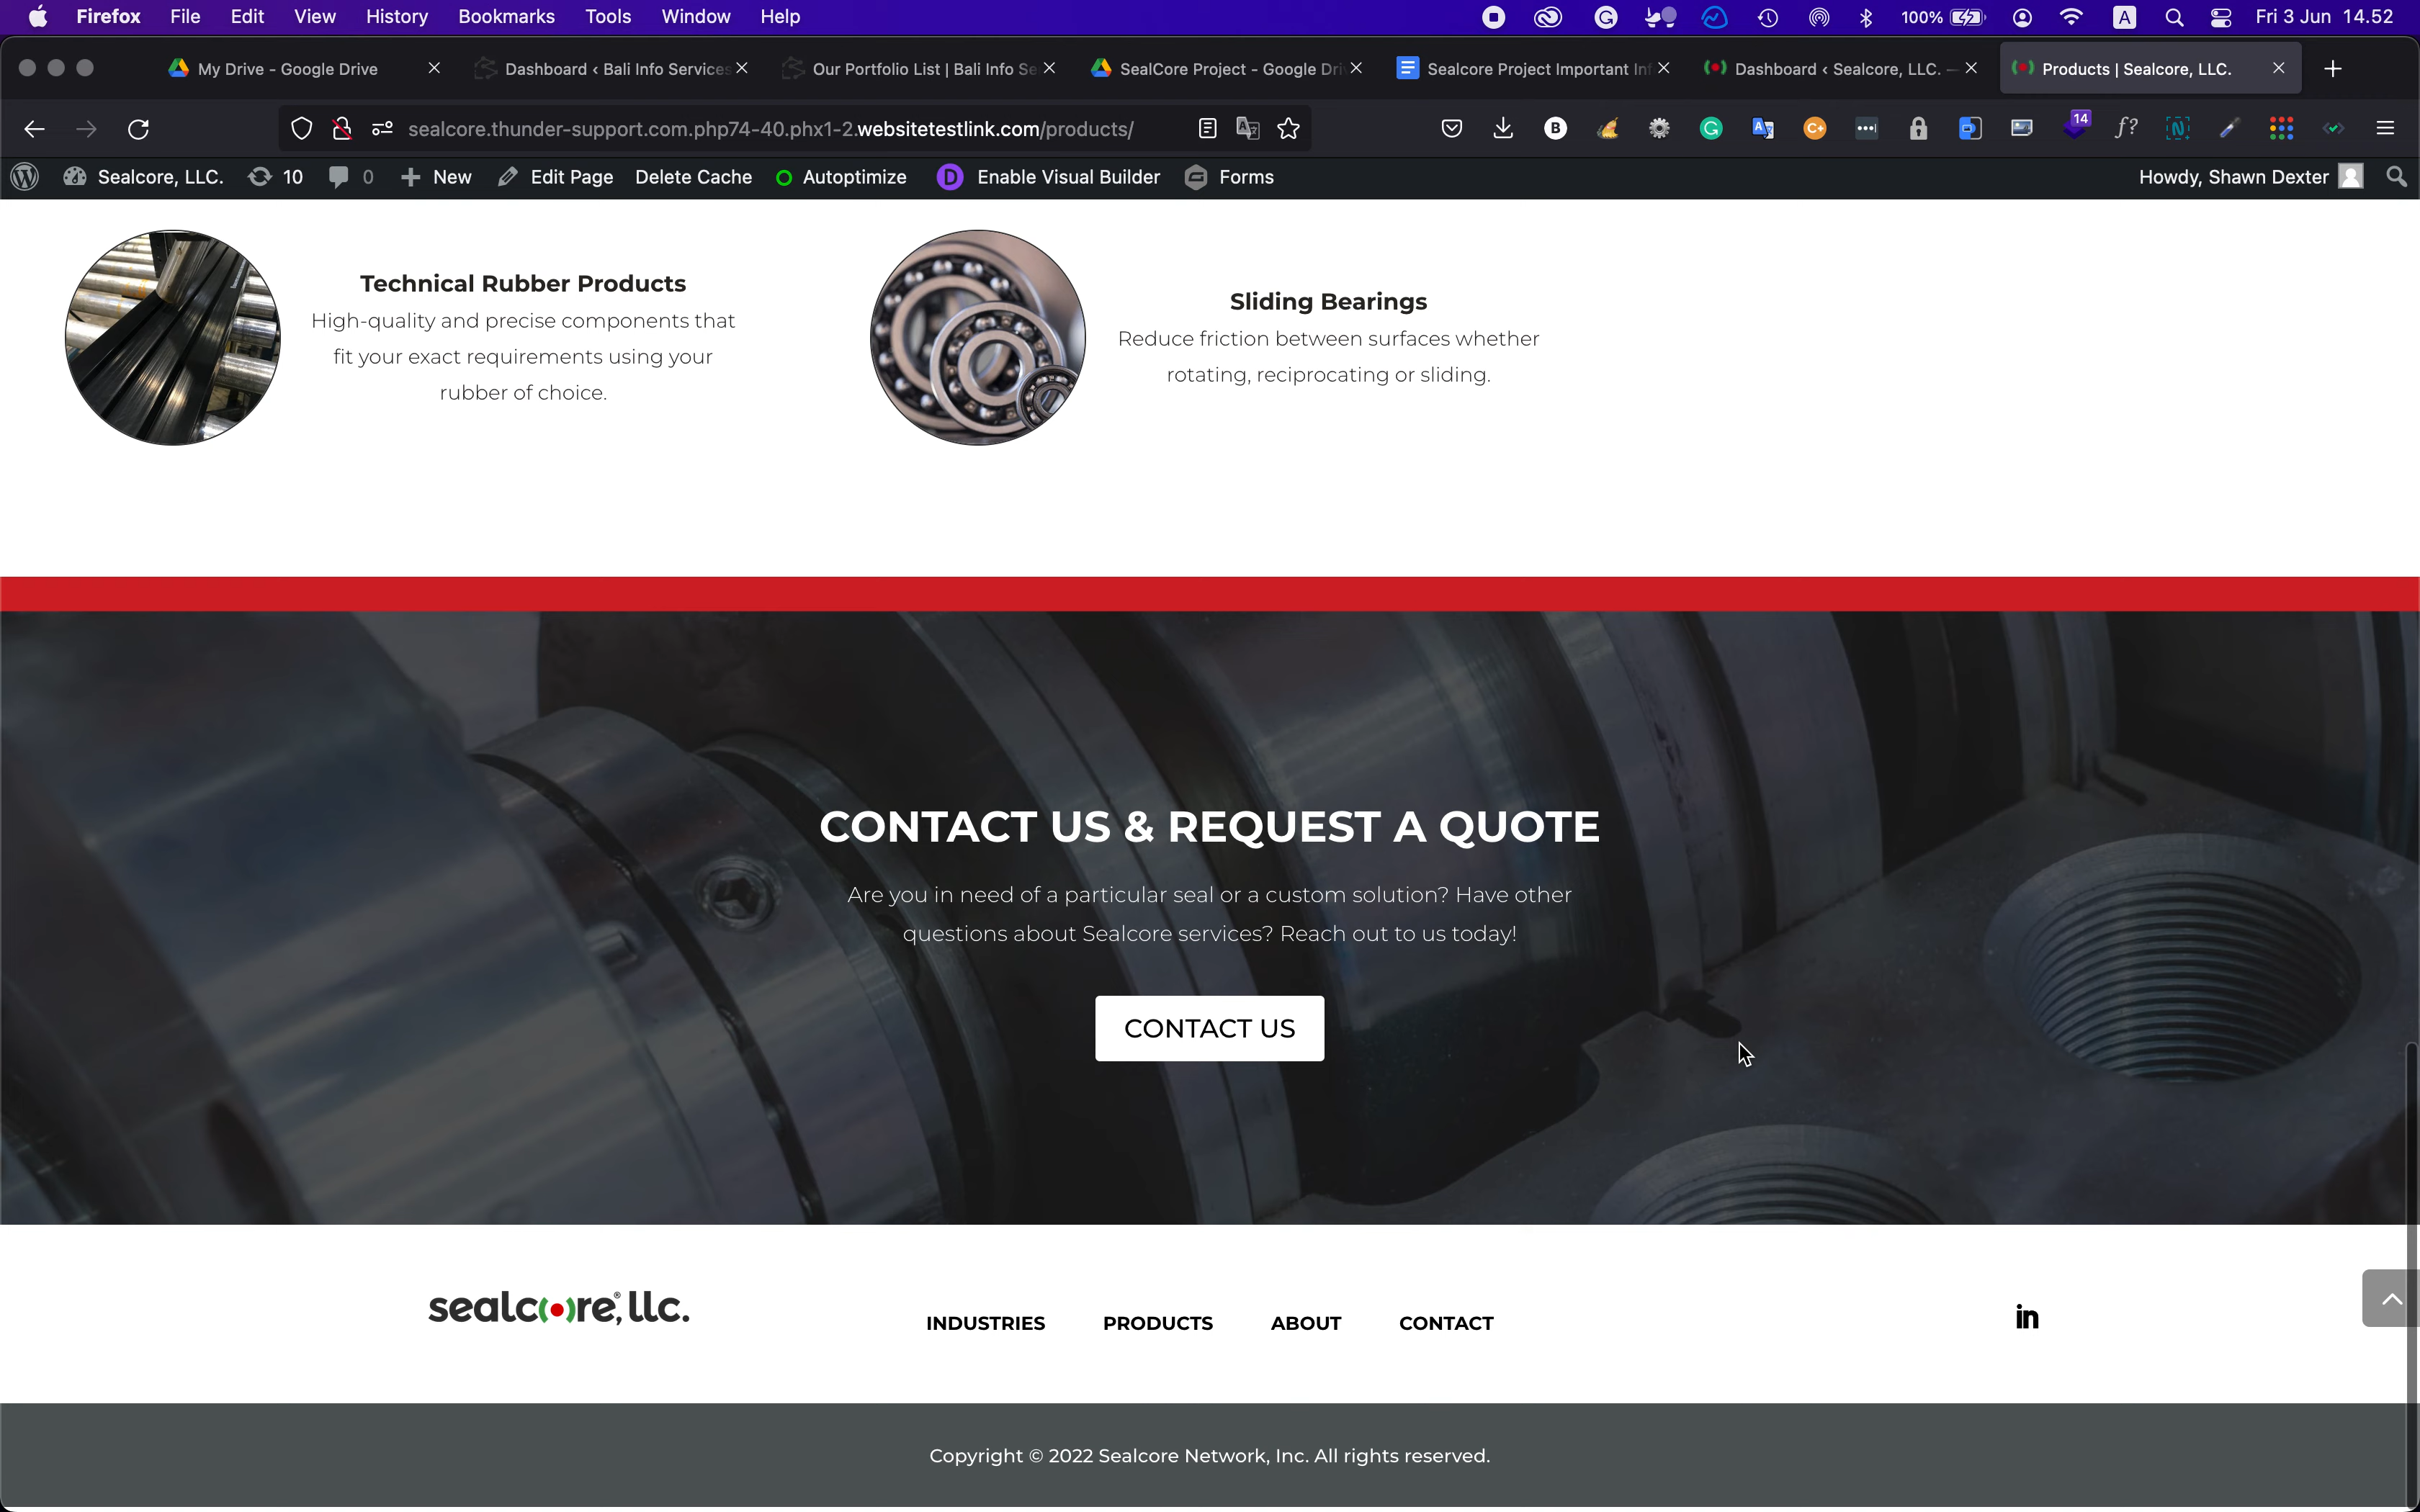 Firefox File Edit View History Bookmarks Tools Window Help 100% A Fri 3 Jun 14.52
My Drive - Google Drive Dashboard ‹ Bali Info Services Our Portfolio List | Bali Info Se SealCore Project - Google Dri Sealcore Project Important Inf Dashboard ‹ Sealcore, LLC. — Products | Sealcore, LLC.
sealcore.thunder-support.com.php74-40.phx1-2.websitetestlink.com/products/ B C+ 14 f?
Sealcore, LLC. 10 0 New Edit Page Delete Cache Autoptimize D Enable Visual Builder Forms Howdy, Shawn Dexter
Technical Rubber Products
High-quality and precise components that
fit your exact requirements using your
rubber of choice.
Sliding Bearings
Reduce friction between surfaces whether
rotating, reciprocating or sliding.
CONTACT US & REQUEST A QUOTE
Are you in need of a particular seal or a custom solution? Have other
questions about Sealcore services? Reach out to us today!
CONTACT US
sealcore,® llc. INDUSTRIES PRODUCTS ABOUT CONTACT in
Copyright © 2022 Sealcore Network, Inc. All rights reserved.